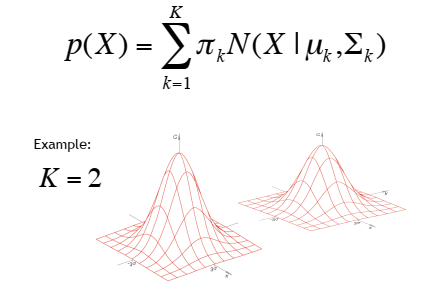 K
p(X) = ∑ π_k N(X | μ_k, Σ_k)
k=1
Example:
K = 2